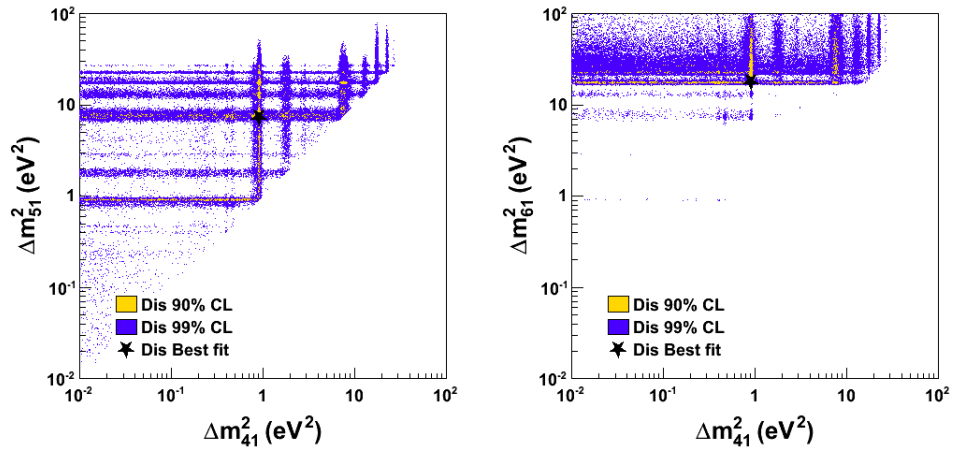 Δm²₅₁ (eV²)
10²
10
1
10⁻¹
10⁻²
Dis 90% CL
Dis 99% CL
Dis Best fit
10⁻² 10⁻¹ 1 10 10²
Δm²₄₁ (eV²)
Δm²₆₁ (eV²)
10²
10
1
10⁻¹
10⁻²
Dis 90% CL
Dis 99% CL
Dis Best fit
10⁻² 10⁻¹ 1 10 10²
Δm²₄₁ (eV²)